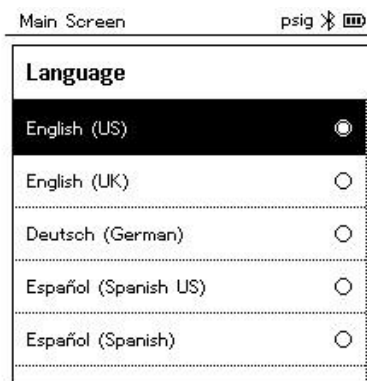 Main Screen psig
Language
English (US)
English (UK)
Deutsch (German)
Español (Spanish US)
Español (Spanish)